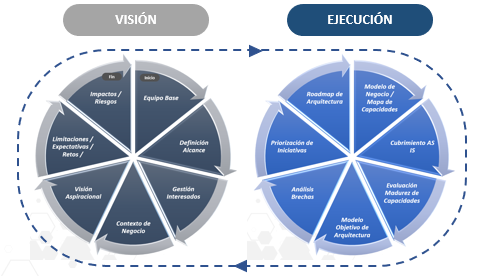 VISIÓN
EJECUCIÓN
Fin
Inicio
Equipo Base
Definición
Alcance
Gestión
Interesados
Contexto de
Negocio
Visión
Aspiracional
Limitaciones /
Expectativas /
Retos /
Impactos /
Riesgos
Modelo de
Negocio /
Mapa de
Capacidades
Cubrimiento AS
IS
Evaluación
Madurez de
Capacidades
Modelo
Objetivo de
Arquitectura
Análisis
Brechas
Priorización de
Iniciativas
Roadmap de
Arquitectura